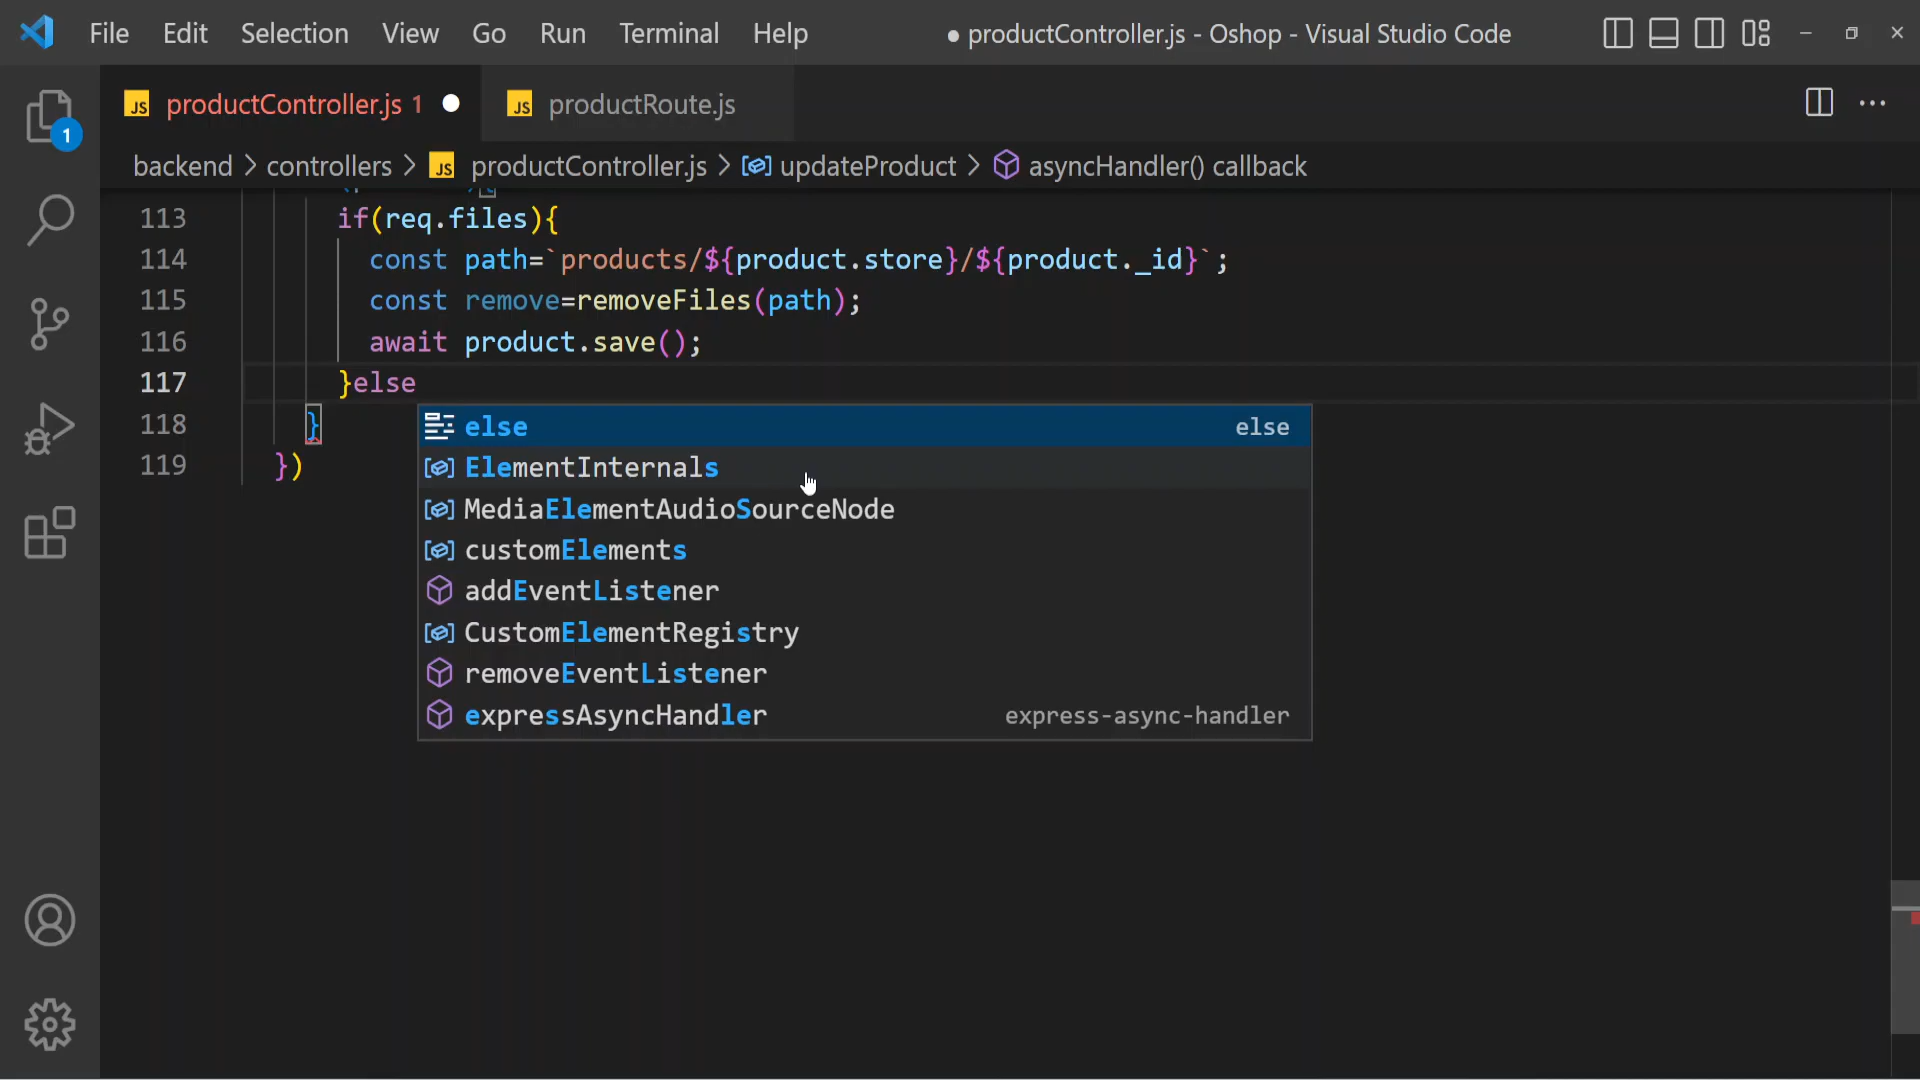 File Edit Selection View Go Run Terminal Help ● productController.js - Oshop - Visual Studio Code
JS productController.js 1 ● JS productRoute.js
1
backend > controllers > JS productController.js > updateProduct > asyncHandler() callback
113 if(req.files){
114 const path=`products/${product.store}/${product._id}`;
115 const remove=removeFiles(path);
116 await product.save();
117 }else
118 }
119 })
else else
ElementInternals
MediaElementAudioSourceNode
customElements
addEventListener
CustomElementRegistry
removeEventListener
expressAsyncHandler express-async-handler